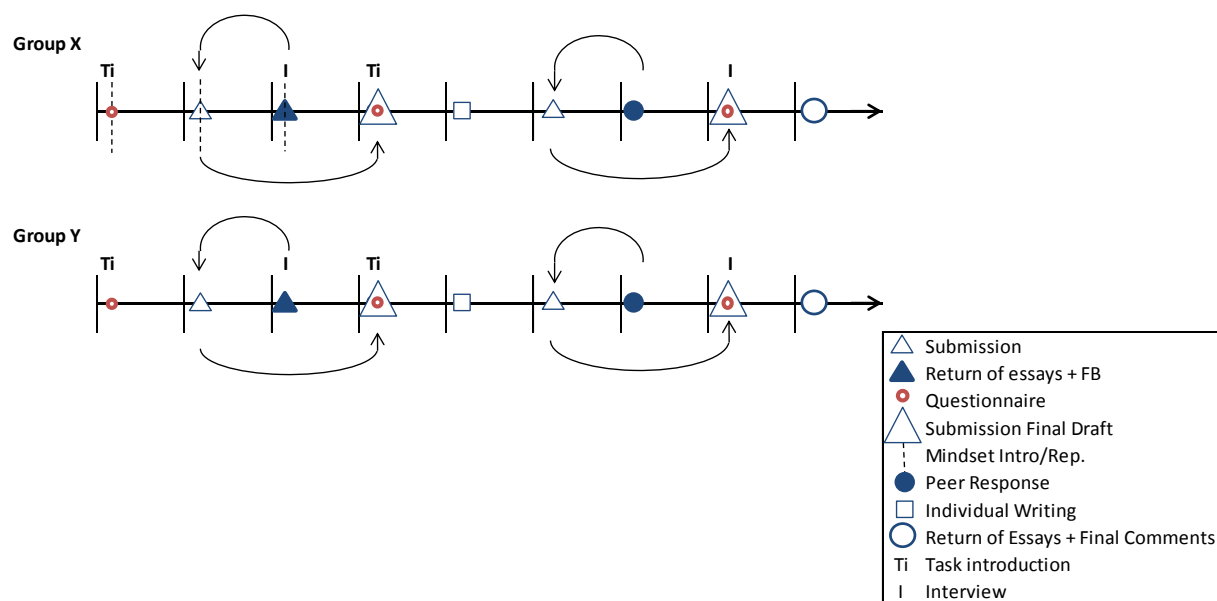 Group X
Ti I Ti I
Group Y
Ti I Ti I
Submission
Return of essays + FB
Questionnaire
Submission Final Draft
Mindset Intro/Rep.
Peer Response
Individual Writing
Return of Essays + Final Comments
Ti Task introduction
I Interview